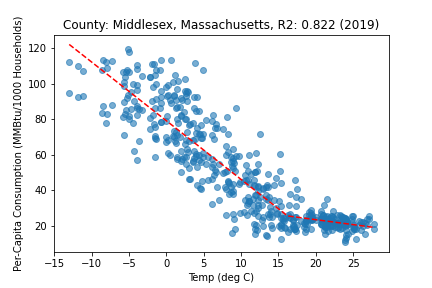 County: Middlesex, Massachusetts, R2: 0.822 (2019)
Per-Capita Consumption (MMBtu/1000 Households)
120
100
80
60
40
20
−15 −10 −5 0 5 10 15 20 25
Temp (deg C)